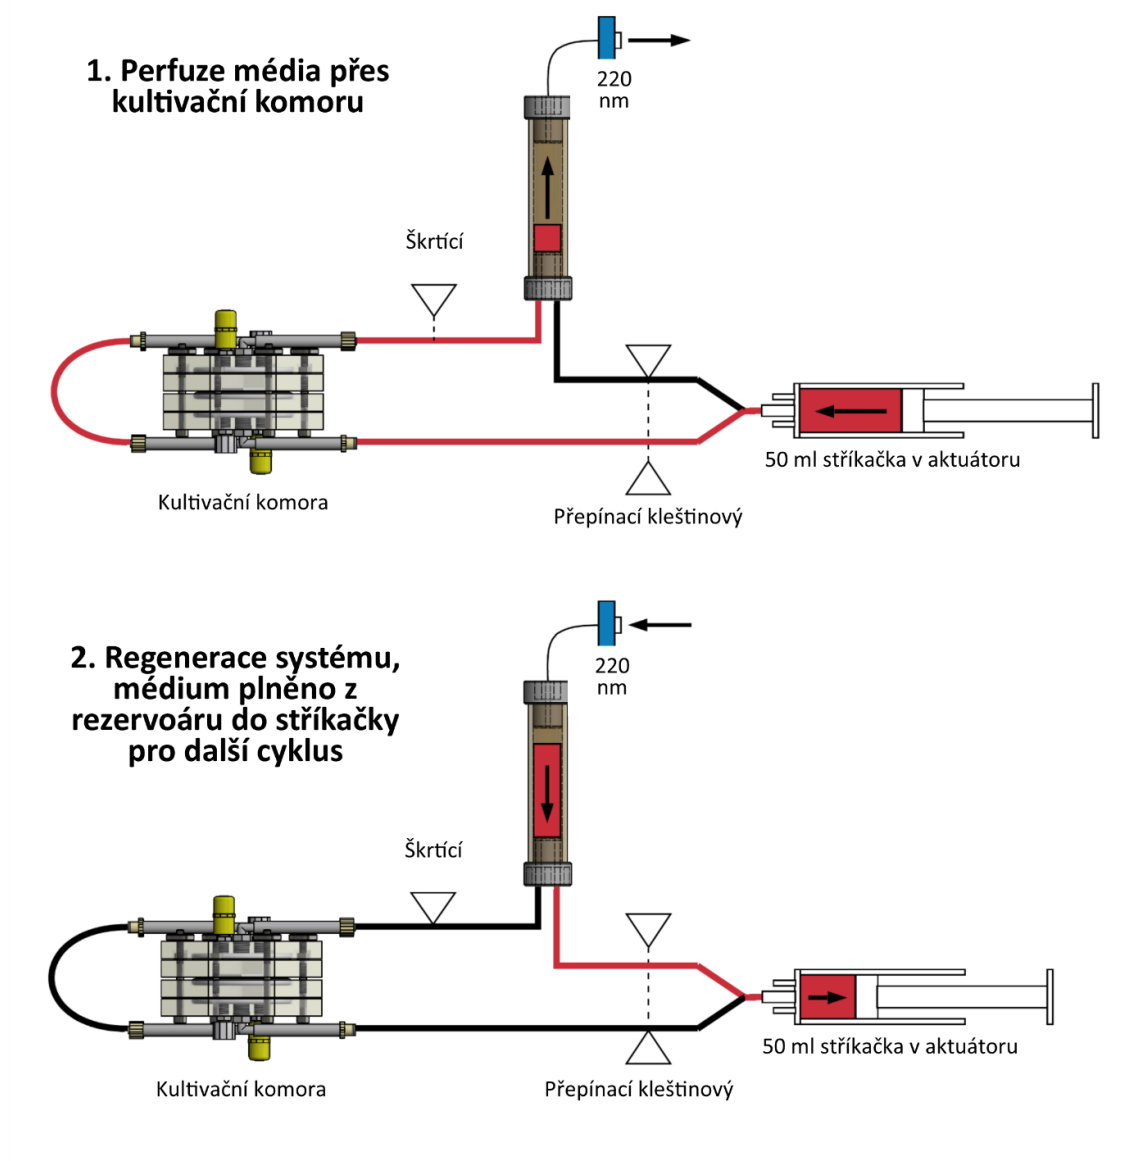 1. Perfuze média přes
kultivační komoru
220
nm
Škrtící
50 ml stříkačka v aktuátoru
Kultivační komora
Přepínací kleštinový
2. Regenerace systému,
médium plněno z
rezervoáru do stříkačky
pro další cyklus
220
nm
Škrtící
50 ml stříkačka v aktuátoru
Kultivační komora
Přepínací kleštinový